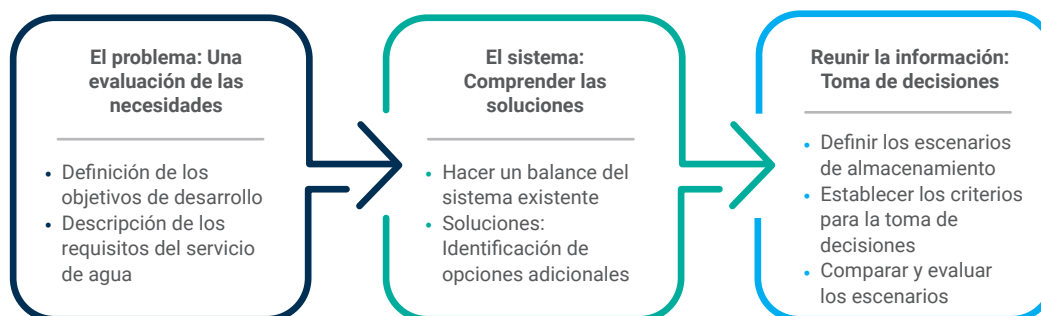 El problema: Una
evaluación de las
necesidades
• Definición de los
objetivos de desarrollo
• Descripción de los
requisitos del servicio
de agua
El sistema:
Comprender las
soluciones
• Hacer un balance del
sistema existente
• Soluciones:
Identificación de
opciones adicionales
Reunir la información:
Toma de decisiones
• Definir los escenarios
de almacenamiento
• Establecer los criterios
para la toma de
decisiones
• Comparar y evaluar
los escenarios